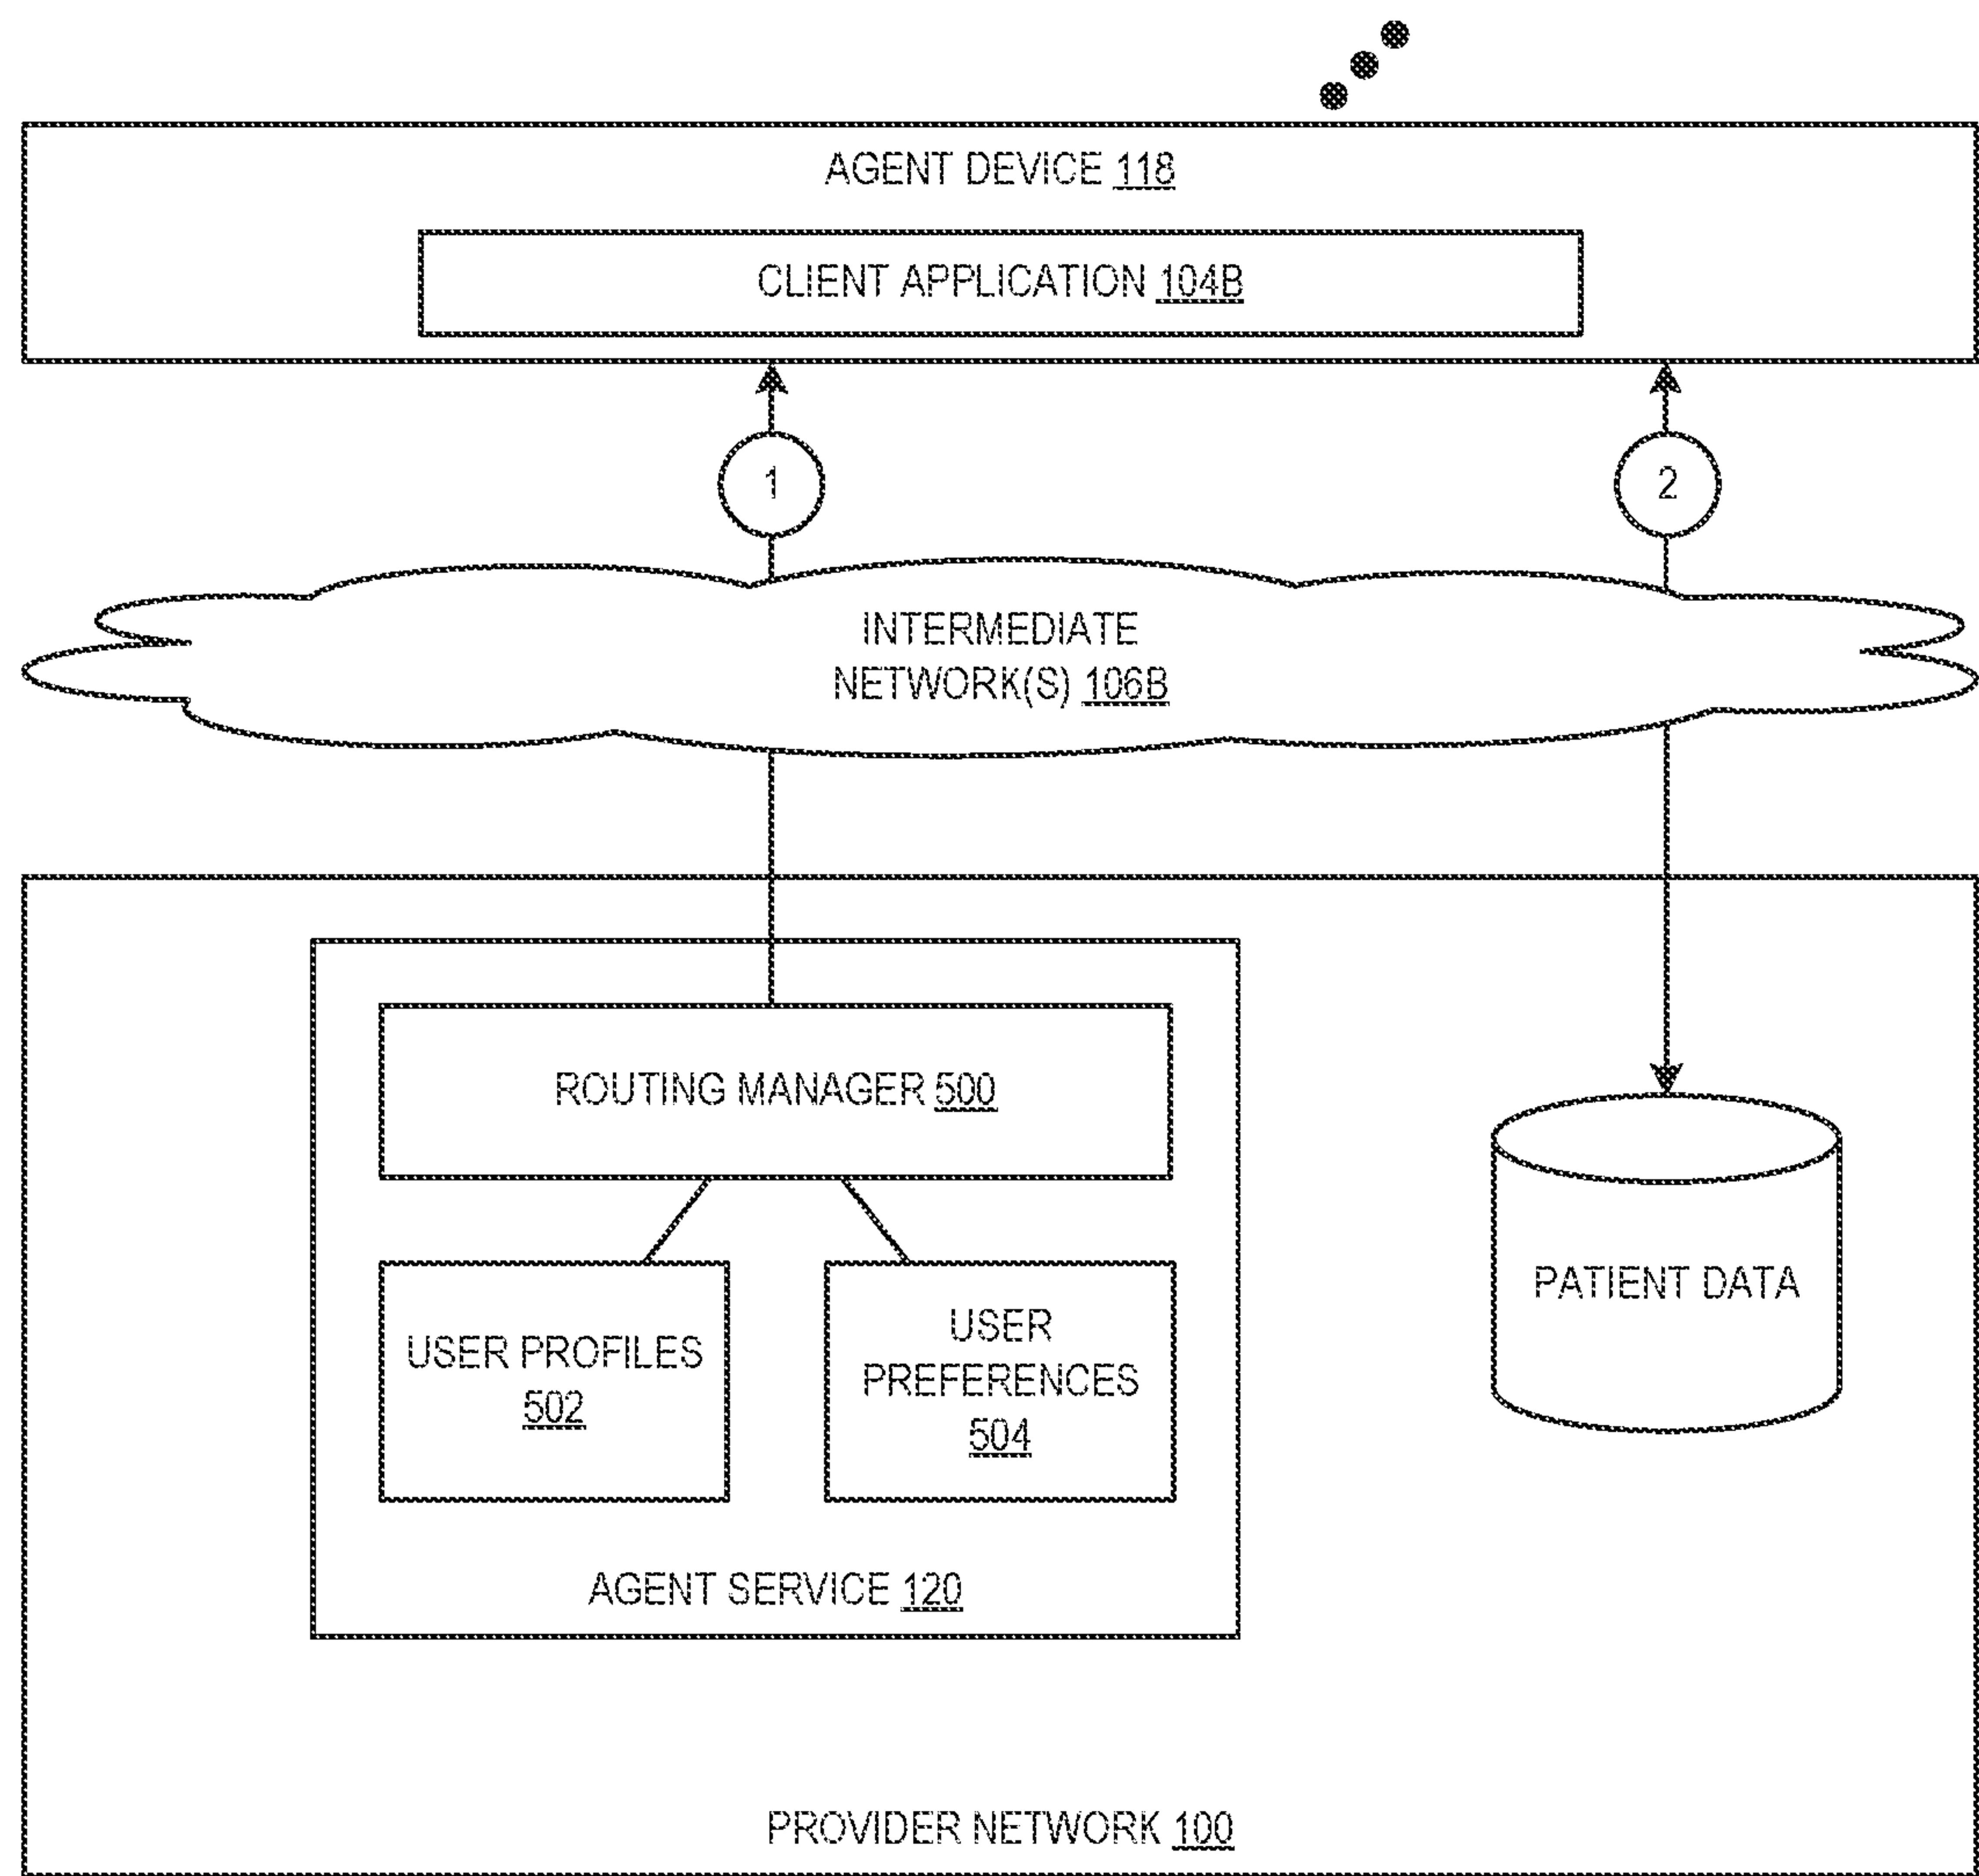 AGENT DEVICE 118
CLIENT APPLICATION 104B
1
2
INTERMEDIATE
NETWORK(S) 106B
ROUTING MANAGER 500
USER PROFILES
502
USER
PREFERENCES
504
PATIENT DATA
AGENT SERVICE 120
PROVIDER NETWORK 100